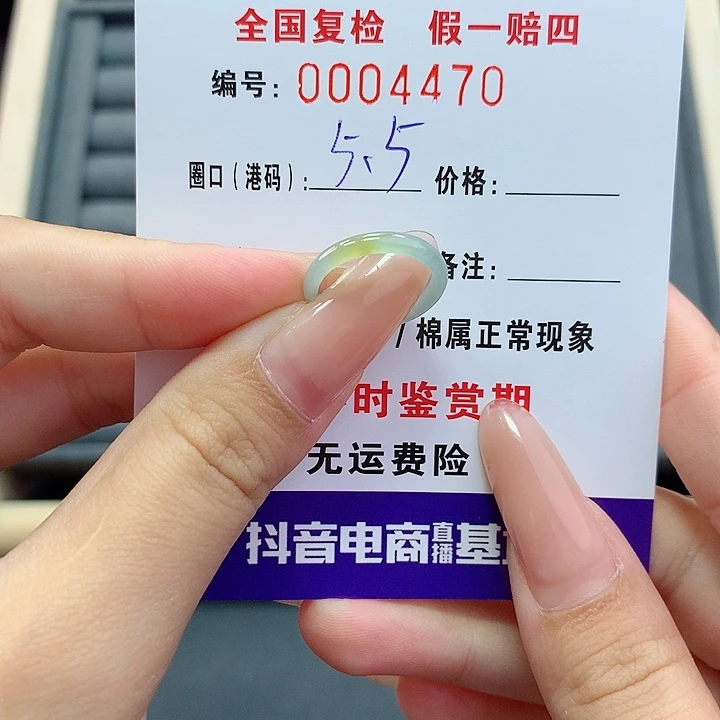 全国复检 假一赔四
编号: 0004470
圈口(港码): 5.5 价格:
备注:
/棉属正常现象
时鉴赏期
无运费险
抖音电商直播基